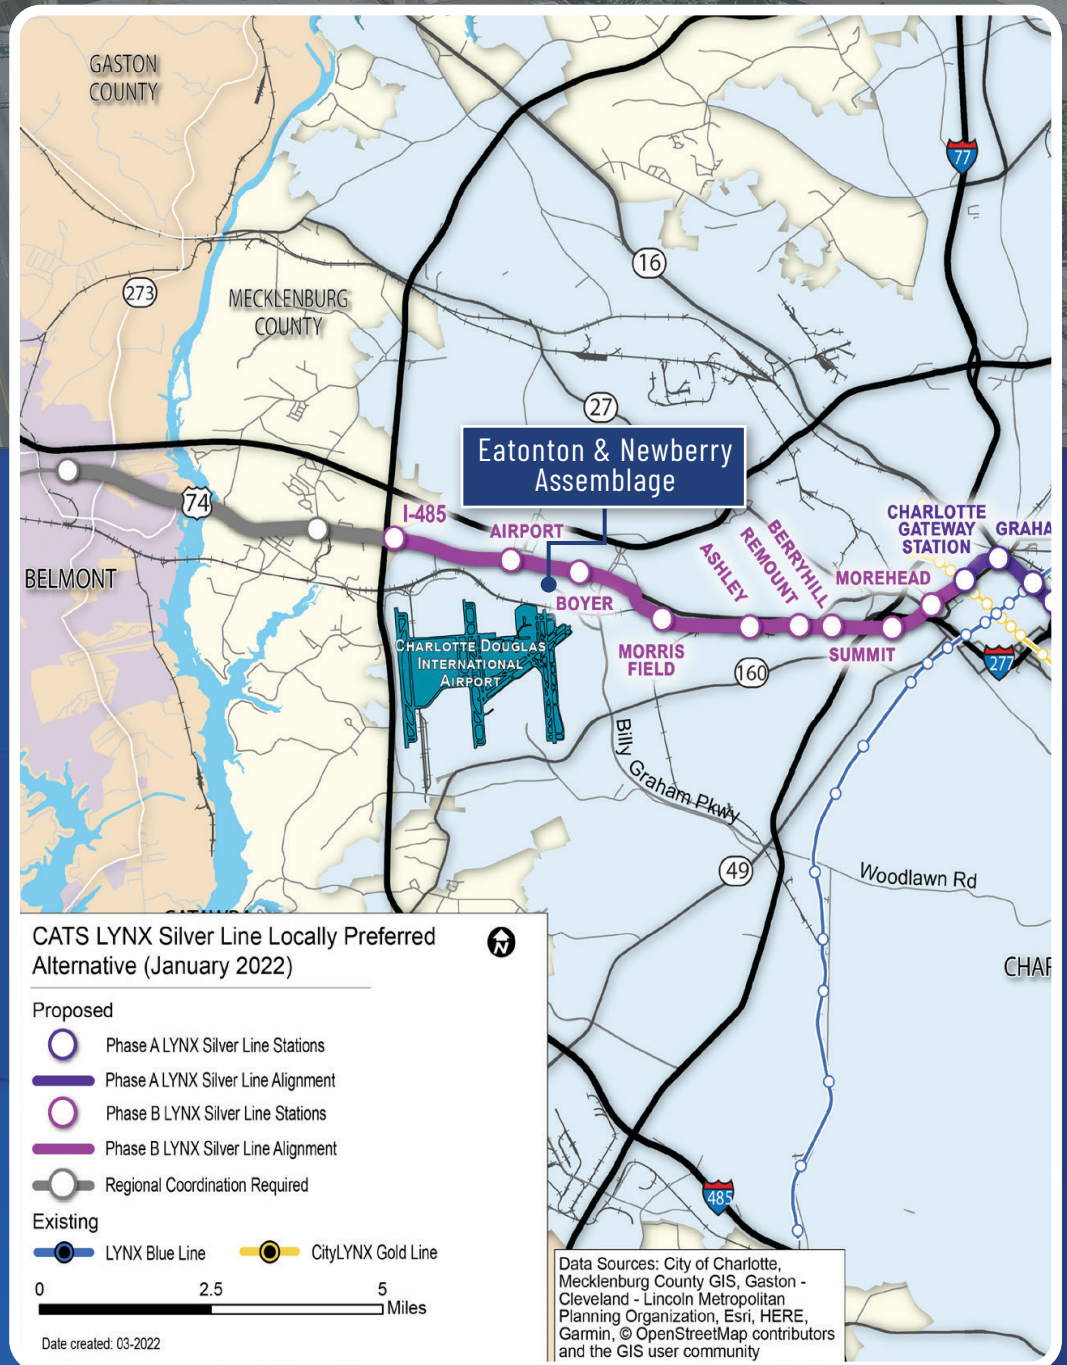 GASTON
COUNTY
77
16
273
MECKLENBURG
COUNTY
27
Eatonton & Newberry
Assemblage
74
I-485
AIRPORT
BOYER
MORRIS
FIELD
ASHLEY
REMOUNT
BERRYHILL
SUMMIT
MOREHEAD
CHARLOTTE
GATEWAY
STATION
GRAHA
BELMONT
CHARLOTTE DOUGLAS
INTERNATIONAL
AIRPORT
160
277
Billy Graham Pkwy
49
Woodlawn Rd
CHAR
485
CATAWBA
CATS LYNX Silver Line Locally Preferred
Alternative (January 2022)
N
Proposed
Phase A LYNX Silver Line Stations
Phase A LYNX Silver Line Alignment
Phase B LYNX Silver Line Stations
Phase B LYNX Silver Line Alignment
Regional Coordination Required
Existing
LYNX Blue Line
CityLYNX Gold Line
0 2.5 5
Miles
Date created: 03-2022
Data Sources: City of Charlotte,
Mecklenburg County GIS, Gaston -
Cleveland - Lincoln Metropolitan
Planning Organization, Esri, HERE,
Garmin, © OpenStreetMap contributors
and the GIS user community